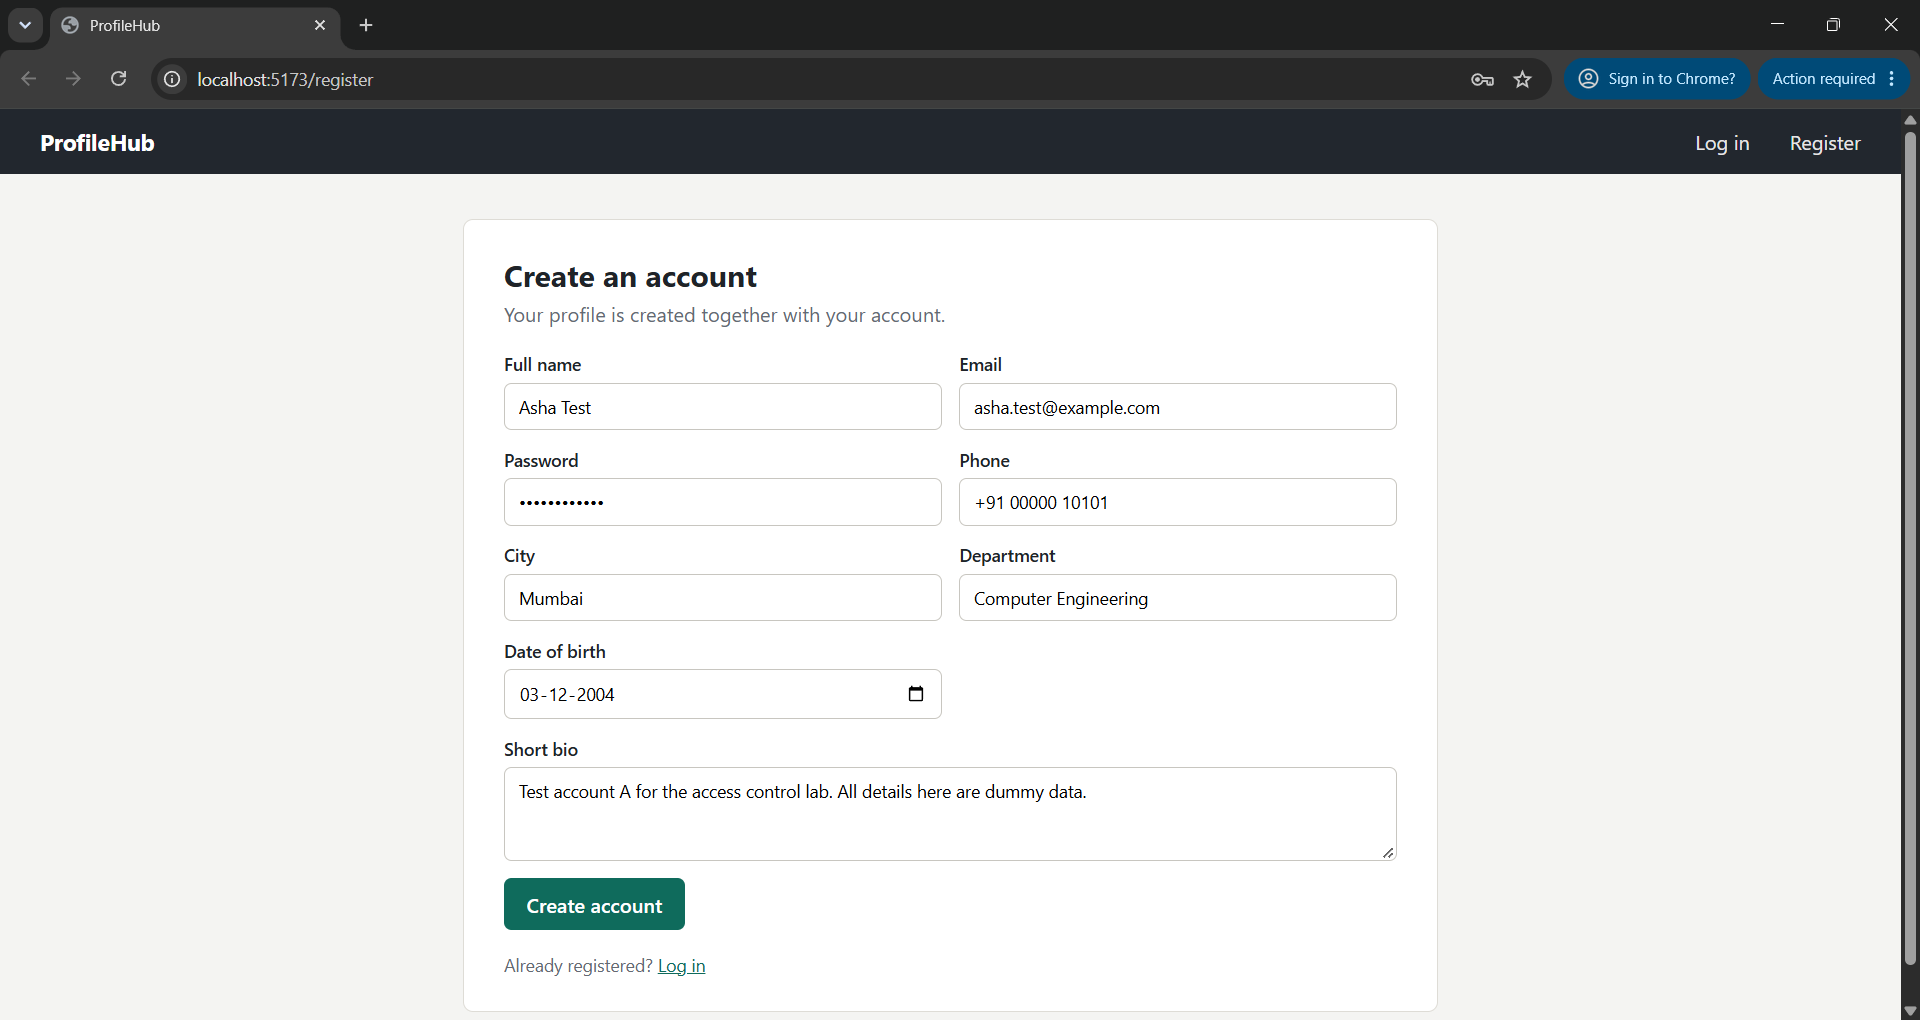 ProfileHub
localhost:5173/register
Sign in to Chrome?
Action required
ProfileHub
Log in
Register
Create an account
Your profile is created together with your account.
Full name
Email
Asha Test
asha.test@example.com
Password
Phone
••••••••••••
+91 00000 10101
City
Department
Mumbai
Computer Engineering
Date of birth
03-12-2004
Short bio
Test account A for the access control lab. All details here are dummy data.
Create account
Already registered? Log in